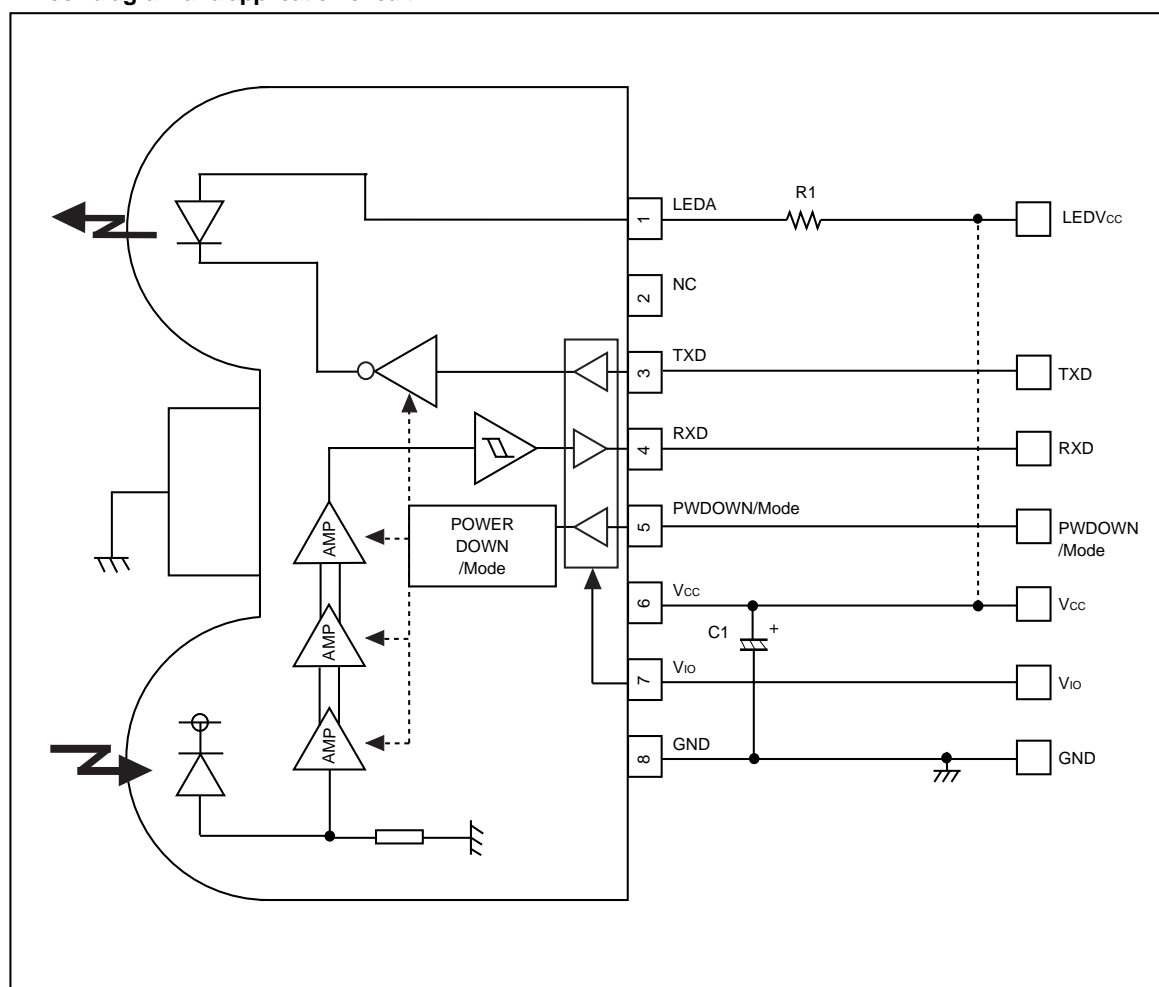 LEDA
R1
LEDVCC
1
NC
2
TXD
3
TXD
RXD
4
RXD
PWDOWN/Mode
5
PWDOWN
/Mode
POWER
DOWN
/Mode
AMP
AMP
AMP
VCC
6
C1
+
VCC
VIO
7
VIO
GND
8
GND